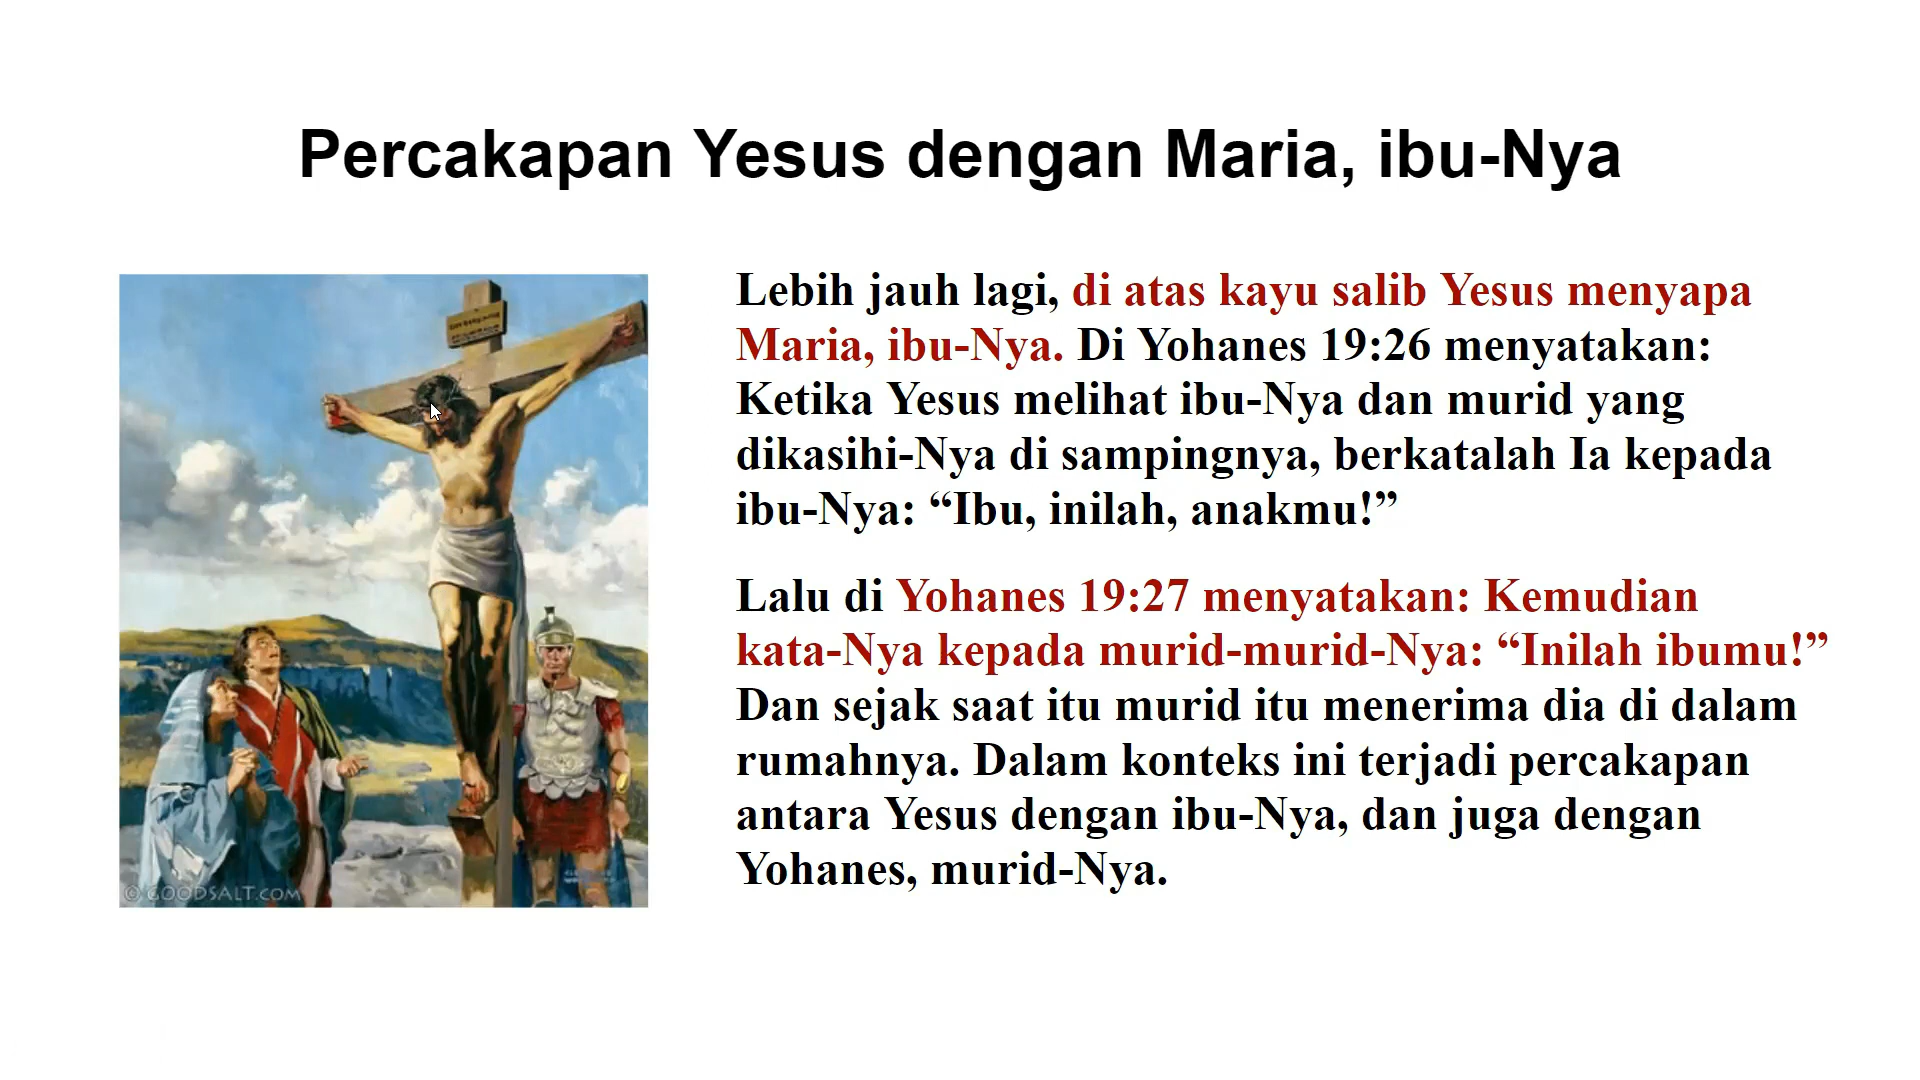 Percakapan Yesus dengan Maria, ibu-Nya
Lebih jauh lagi, di atas kayu salib Yesus menyapa
Maria, ibu-Nya. Di Yohanes 19:26 menyatakan:
Ketika Yesus melihat ibu-Nya dan murid yang
dikasihi-Nya di sampingnya, berkatalah Ia kepada
ibu-Nya: “Ibu, inilah, anakmu!”
Lalu di Yohanes 19:27 menyatakan: Kemudian
kata-Nya kepada murid-murid-Nya: “Inilah ibumu!”
Dan sejak saat itu murid itu menerima dia di dalam
rumahnya. Dalam konteks ini terjadi percakapan
antara Yesus dengan ibu-Nya, dan juga dengan
Yohanes, murid-Nya.
© GOODSALT.COM